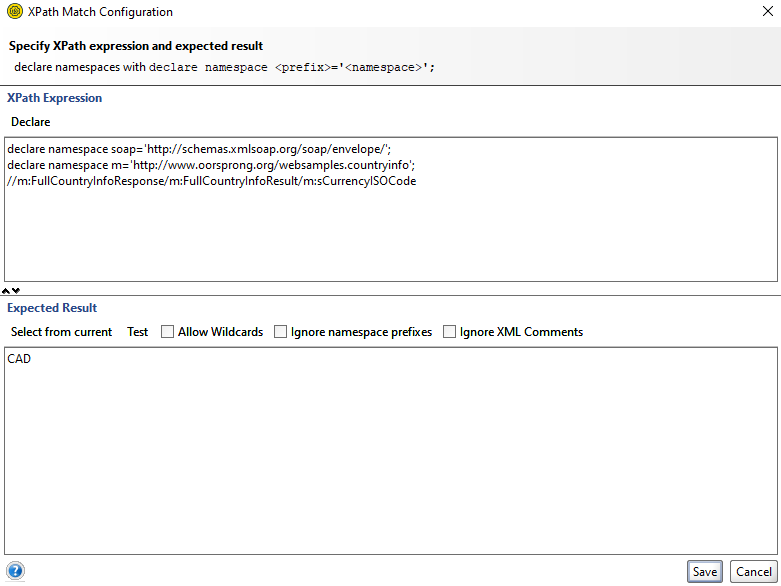 XPath Match Configuration
Specify XPath expression and expected result
declare namespaces with declare namespace <prefix>='<namespace>';
XPath Expression
Declare
declare namespace soap='http://schemas.xmlsoap.org/soap/envelope/';
declare namespace m='http://www.oorsprong.org/websamples.countryinfo';
//m:FullCountryInfoResponse/m:FullCountryInfoResult/m:sCurrencyISOCode
Expected Result
Select from current Test Allow Wildcards Ignore namespace prefixes Ignore XML Comments
CAD
? Save Cancel